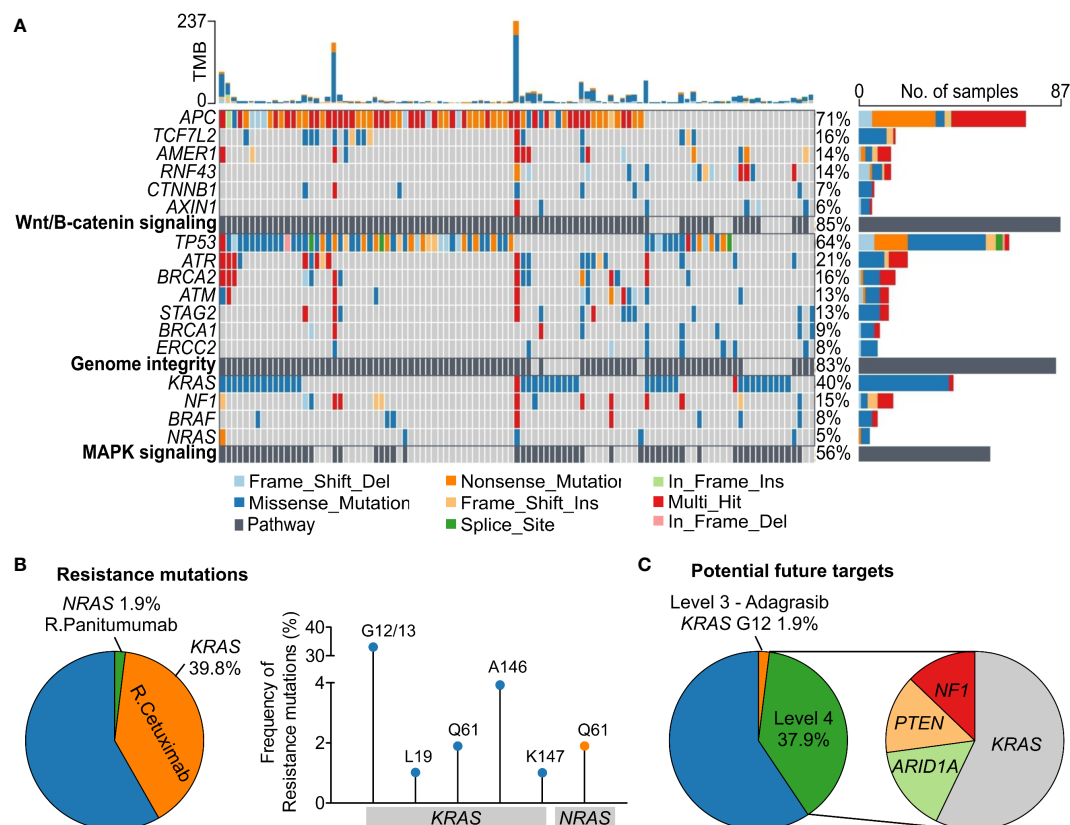 A
237
TMB
0
0 No. of samples 87
APC 71%
TCF7L2 16%
AMER1 14%
RNF43 14%
CTNNB1 7%
AXIN1 6%
Wnt/B-catenin signaling 85%
TP53 64%
ATR 21%
BRCA2 16%
ATM 13%
STAG2 13%
BRCA1 9%
ERCC2 8%
Genome integrity 83%
KRAS 40%
NF1 15%
BRAF 8%
NRAS 5%
MAPK signaling 56%
Frame_Shift_Del Nonsense_Mutation In_Frame_Ins
Missense_Mutation Frame_Shift_Ins Multi_Hit
Pathway Splice_Site In_Frame_Del
B
Resistance mutations
NRAS 1.9%
R.Panitumumab
KRAS
39.8%
R.Cetuximab
Frequency of
Resistance mutations (%)
40
30
4
2
0
G12/13
L19
Q61
A146
K147
Q61
KRAS
NRAS
C
Potential future targets
Level 3 - Adagrasib
KRAS G12 1.9%
Level 4
37.9%
NF1
PTEN
ARID1A
KRAS